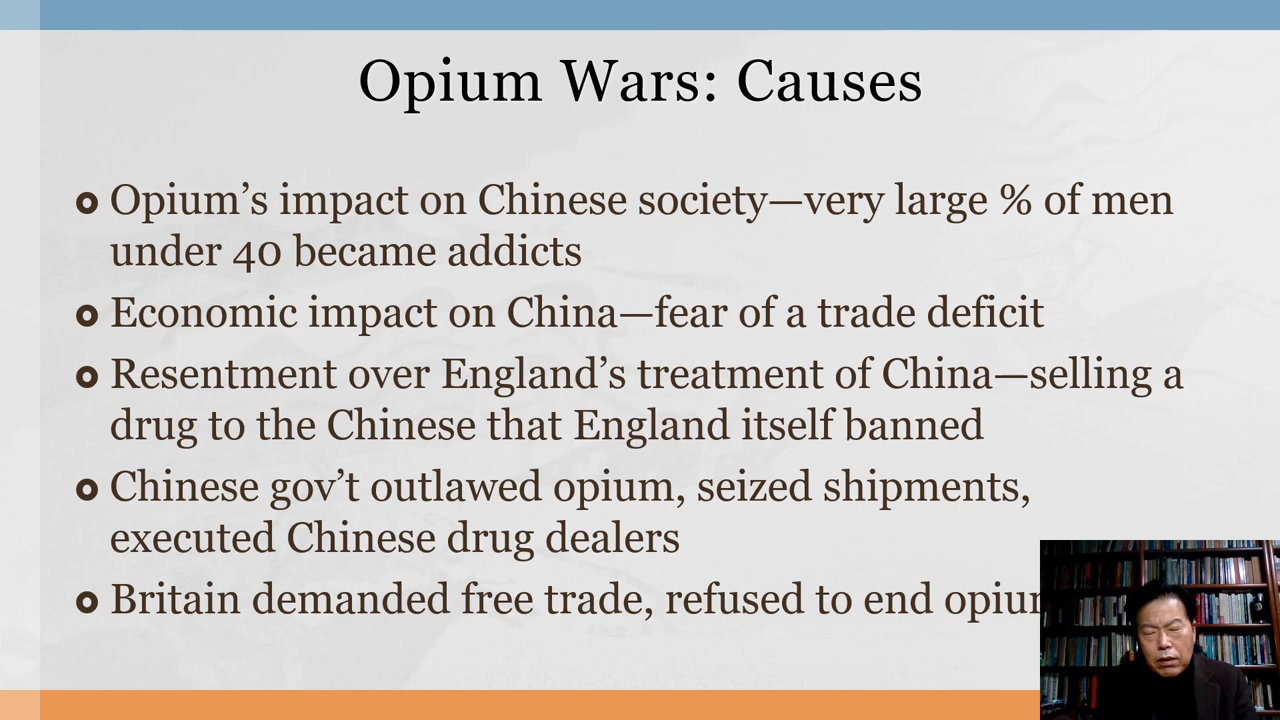 Opium Wars: Causes
Opium’s impact on Chinese society—very large % of men
under 40 became addicts
Economic impact on China—fear of a trade deficit
Resentment over England’s treatment of China—selling a
drug to the Chinese that England itself banned
Chinese gov’t outlawed opium, seized shipments,
executed Chinese drug dealers
Britain demanded free trade, refused to end